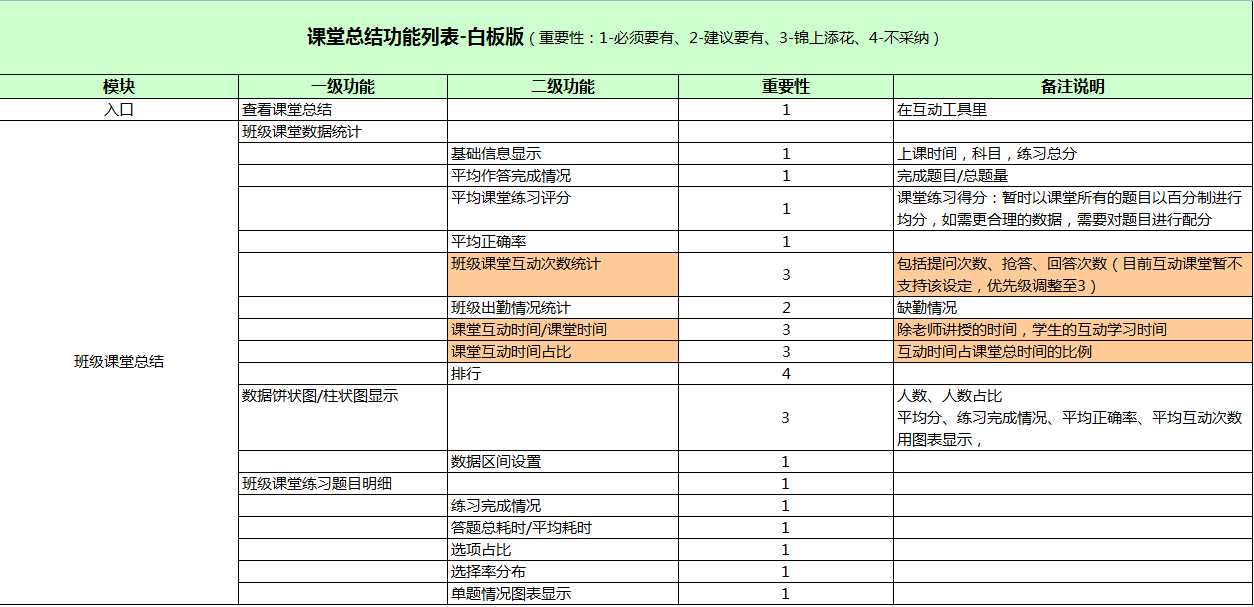 课堂总结功能列表-白板版（重要性：1-必须要有、2-建议要有、3-锦上添花、4-不采纳）
模块 一级功能 二级功能 重要性 备注说明
入口 查看课堂总结 1 在互动工具里
班级课堂总结
班级课堂数据统计
基础信息显示 1 上课时间，科目，练习总分
平均作答完成情况 1 完成题目/总题量
平均课堂练习评分 1 课堂练习得分：暂时以课堂所有的题目以百分制进行
均分，如需更合理的数据，需要对题目进行配分
平均正确率 1
班级课堂互动次数统计 3 包括提问次数、抢答、回答次数（目前互动课堂暂不
支持该设定，优先级调整至3）
班级出勤情况统计 2 缺勤情况
课堂互动时间/课堂时间 3 除老师讲授的时间，学生的互动学习时间
课堂互动时间占比 3 互动时间占课堂总时间的比例
排行 4
数据饼状图/柱状图显示 3 人数、人数占比
平均分、练习完成情况、平均正确率、平均互动次数
用图表显示，
数据区间设置 1
班级课堂练习题目明细 1
练习完成情况 1
答题总耗时/平均耗时 1
选项占比 1
选择率分布 1
单题情况图表显示 1